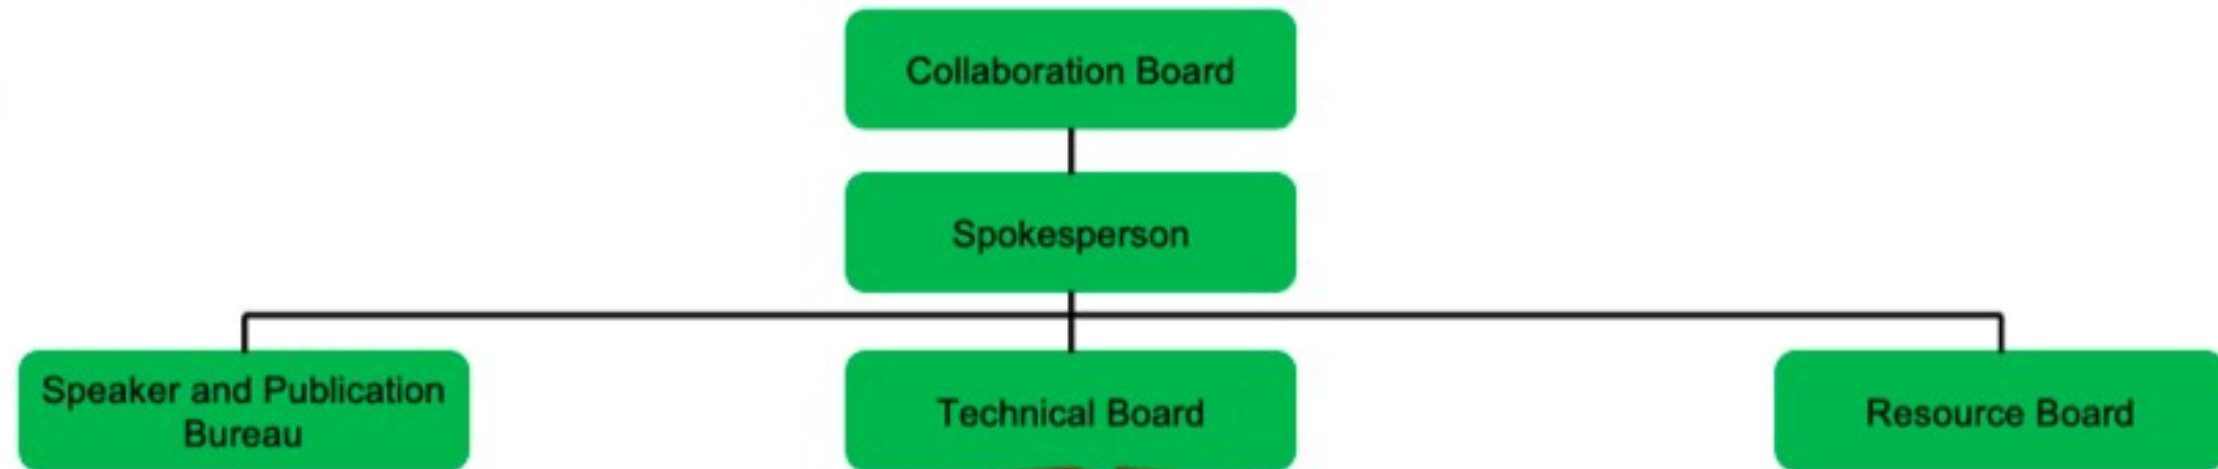 Collaboration Board
Spokesperson
Speaker and Publication
Bureau
Technical Board
Resource Board